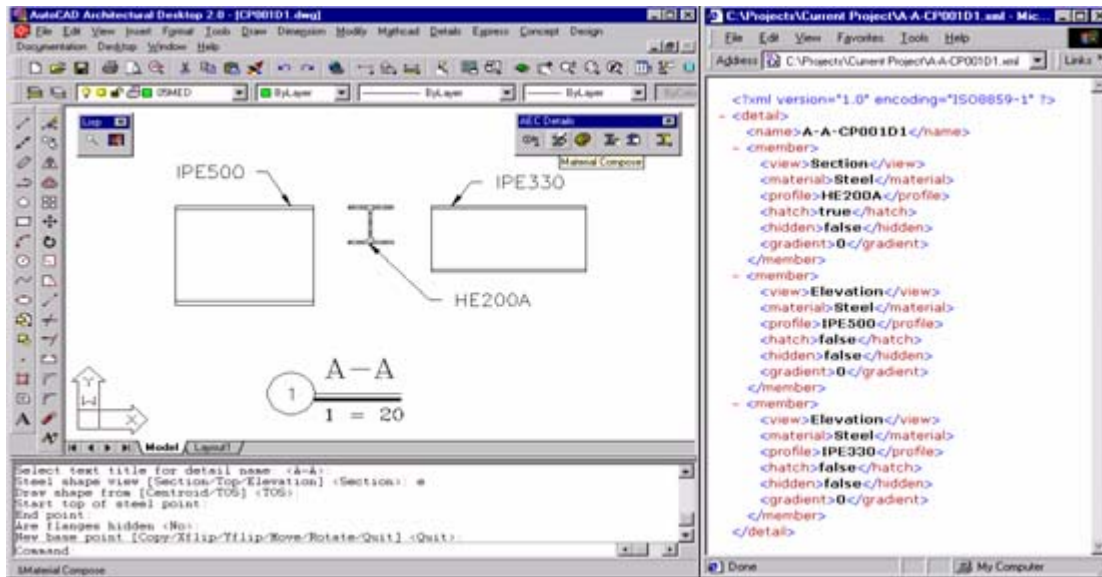 AutoCAD Architectural Desktop 2.0 - [CP001D1.dwg]
File Edit View Insert Format Tools Draw Dimension Modify Mathcad Details Express Concept Design
Documentation Desktop Window Help
05MED ByLayer ByLayer ByLayer
Lisp
AEC Details
Material Compose
IPE500
IPE330
HE200A
A-A
1
1 = 20
Y
W
X
Model Layout1
Select text title for detail name <A-A>:
Steel shape view [Section/Top/Elevation] <Section>: e
Draw shape from [Centroid/TOS] <TOS>:
Start top of steel point:
End point:
Are flanges hidden <No>:
New base point [Copy/Xflip/Yflip/Move/Rotate/Quit] <Quit>:
Command
Material Compose
C:\Projects\Current Project\A-A-CP001D1.xml - Mic...
File Edit View Favorites Tools Help
Address C:\Projects\Current Project\A-A-CP001D1.xml Links
<?xml version="1.0" encoding="ISO8859-1" ?>
- <detail>
<name>A-A-CP001D1</name>
- <member>
<view>Section</view>
<material>Steel</material>
<profile>HE200A</profile>
<hatch>true</hatch>
<hidden>false</hidden>
<gradient>0</gradient>
</member>
- <member>
<view>Elevation</view>
<material>Steel</material>
<profile>IPE500</profile>
<hatch>false</hatch>
<hidden>false</hidden>
<gradient>0</gradient>
</member>
- <member>
<view>Elevation</view>
<material>Steel</material>
<profile>IPE330</profile>
<hatch>false</hatch>
<hidden>false</hidden>
<gradient>0</gradient>
</member>
</detail>
Done My Computer